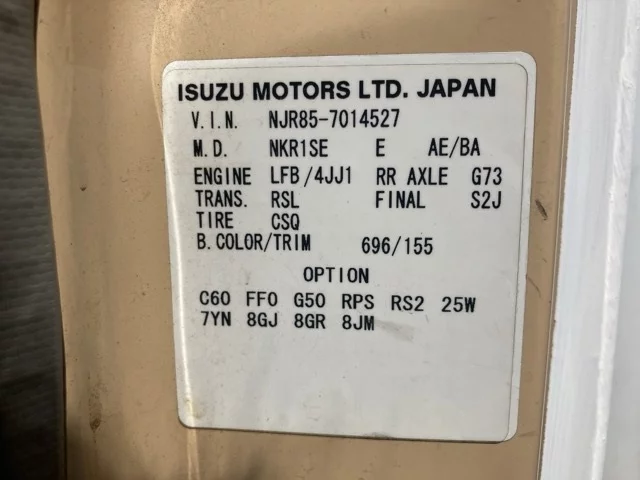 ISUZU MOTORS LTD. JAPAN
V.I.N. NJR85-7014527
M.D. NKR1SE E AE/BA
ENGINE LFB/4JJ1 RR AXLE G73
TRANS. RSL FINAL S2J
TIRE CSQ
B.COLOR/TRIM 696/155
OPTION
C60 FF0 G50 RPS RS2 25W
7YN 8GJ 8GR 8JM